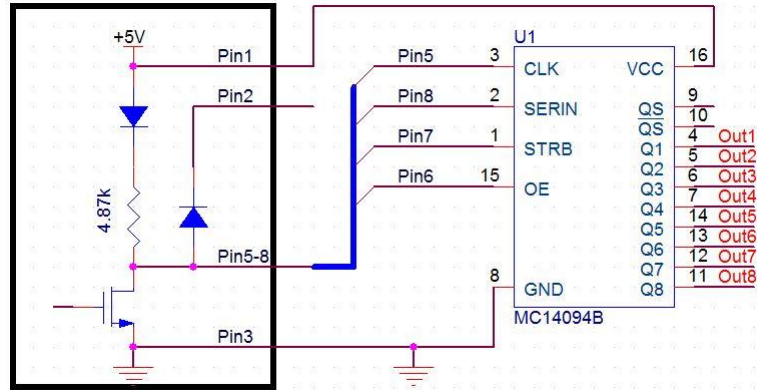 +5V
Pin1
Pin2
4.87k
Pin5-8
Pin3
Pin5
Pin8
Pin7
Pin6
U1
3 CLK VCC 16
2 SERIN QS 9
QS 10
1 STRB Q1 4 Out1
Q2 5 Out2
15 OE Q3 6 Out3
Q4 7 Out4
Q5 14 Out5
Q6 13 Out6
Q7 12 Out7
8 GND Q8 11 Out8
MC14094B